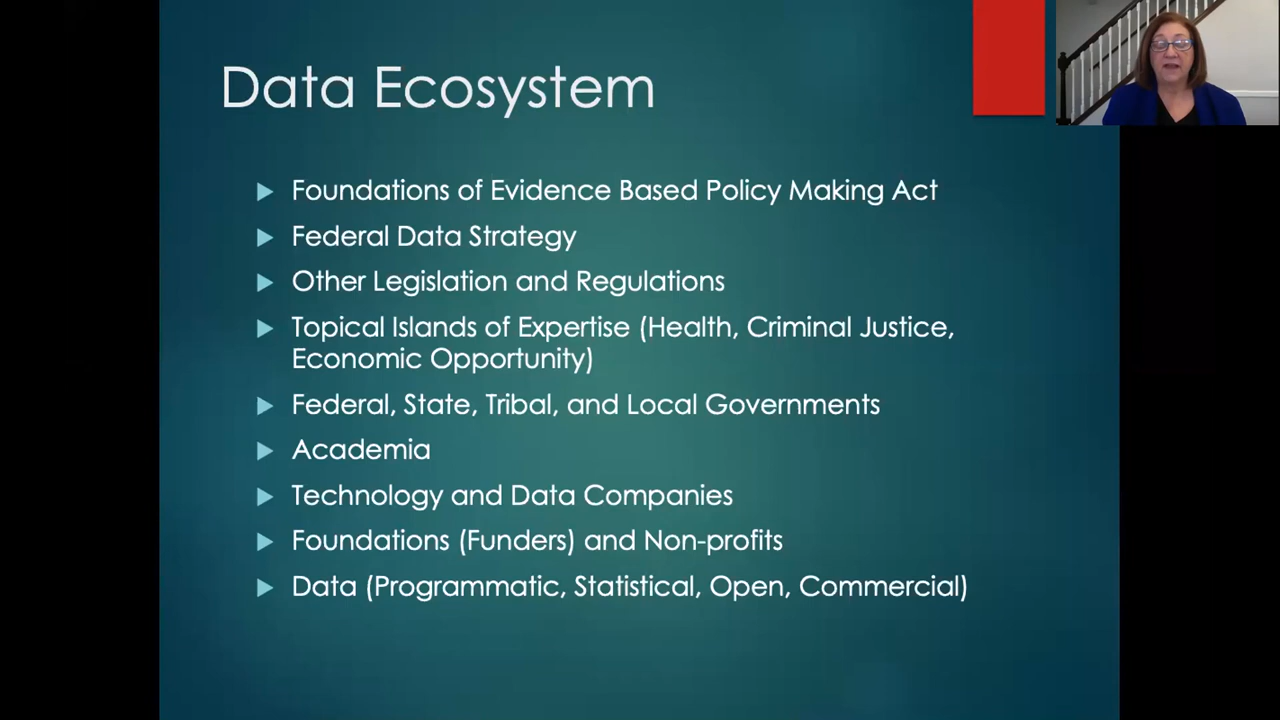 Data Ecosystem
Foundations of Evidence Based Policy Making Act
Federal Data Strategy
Other Legislation and Regulations
Topical Islands of Expertise (Health, Criminal Justice,
Economic Opportunity)
Federal, State, Tribal, and Local Governments
Academia
Technology and Data Companies
Foundations (Funders) and Non-profits
Data (Programmatic, Statistical, Open, Commercial)